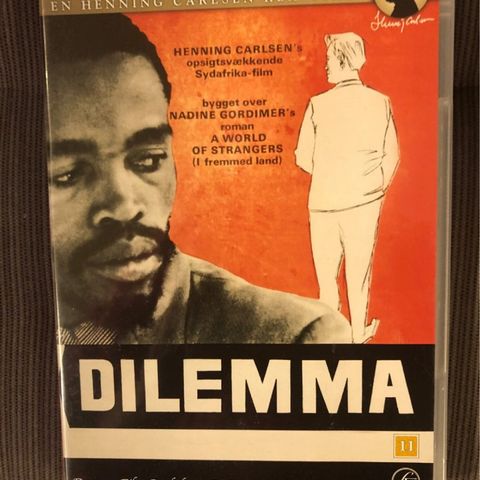 EN HENNING CARLSEN
HENNING CARLSEN's
opsigtsvækkende
Sydafrika-film
bygget over
NADINE GORDIMER's
roman
A WORLD
OF STRANGERS
(I fremmed land)
DILEMMA
11